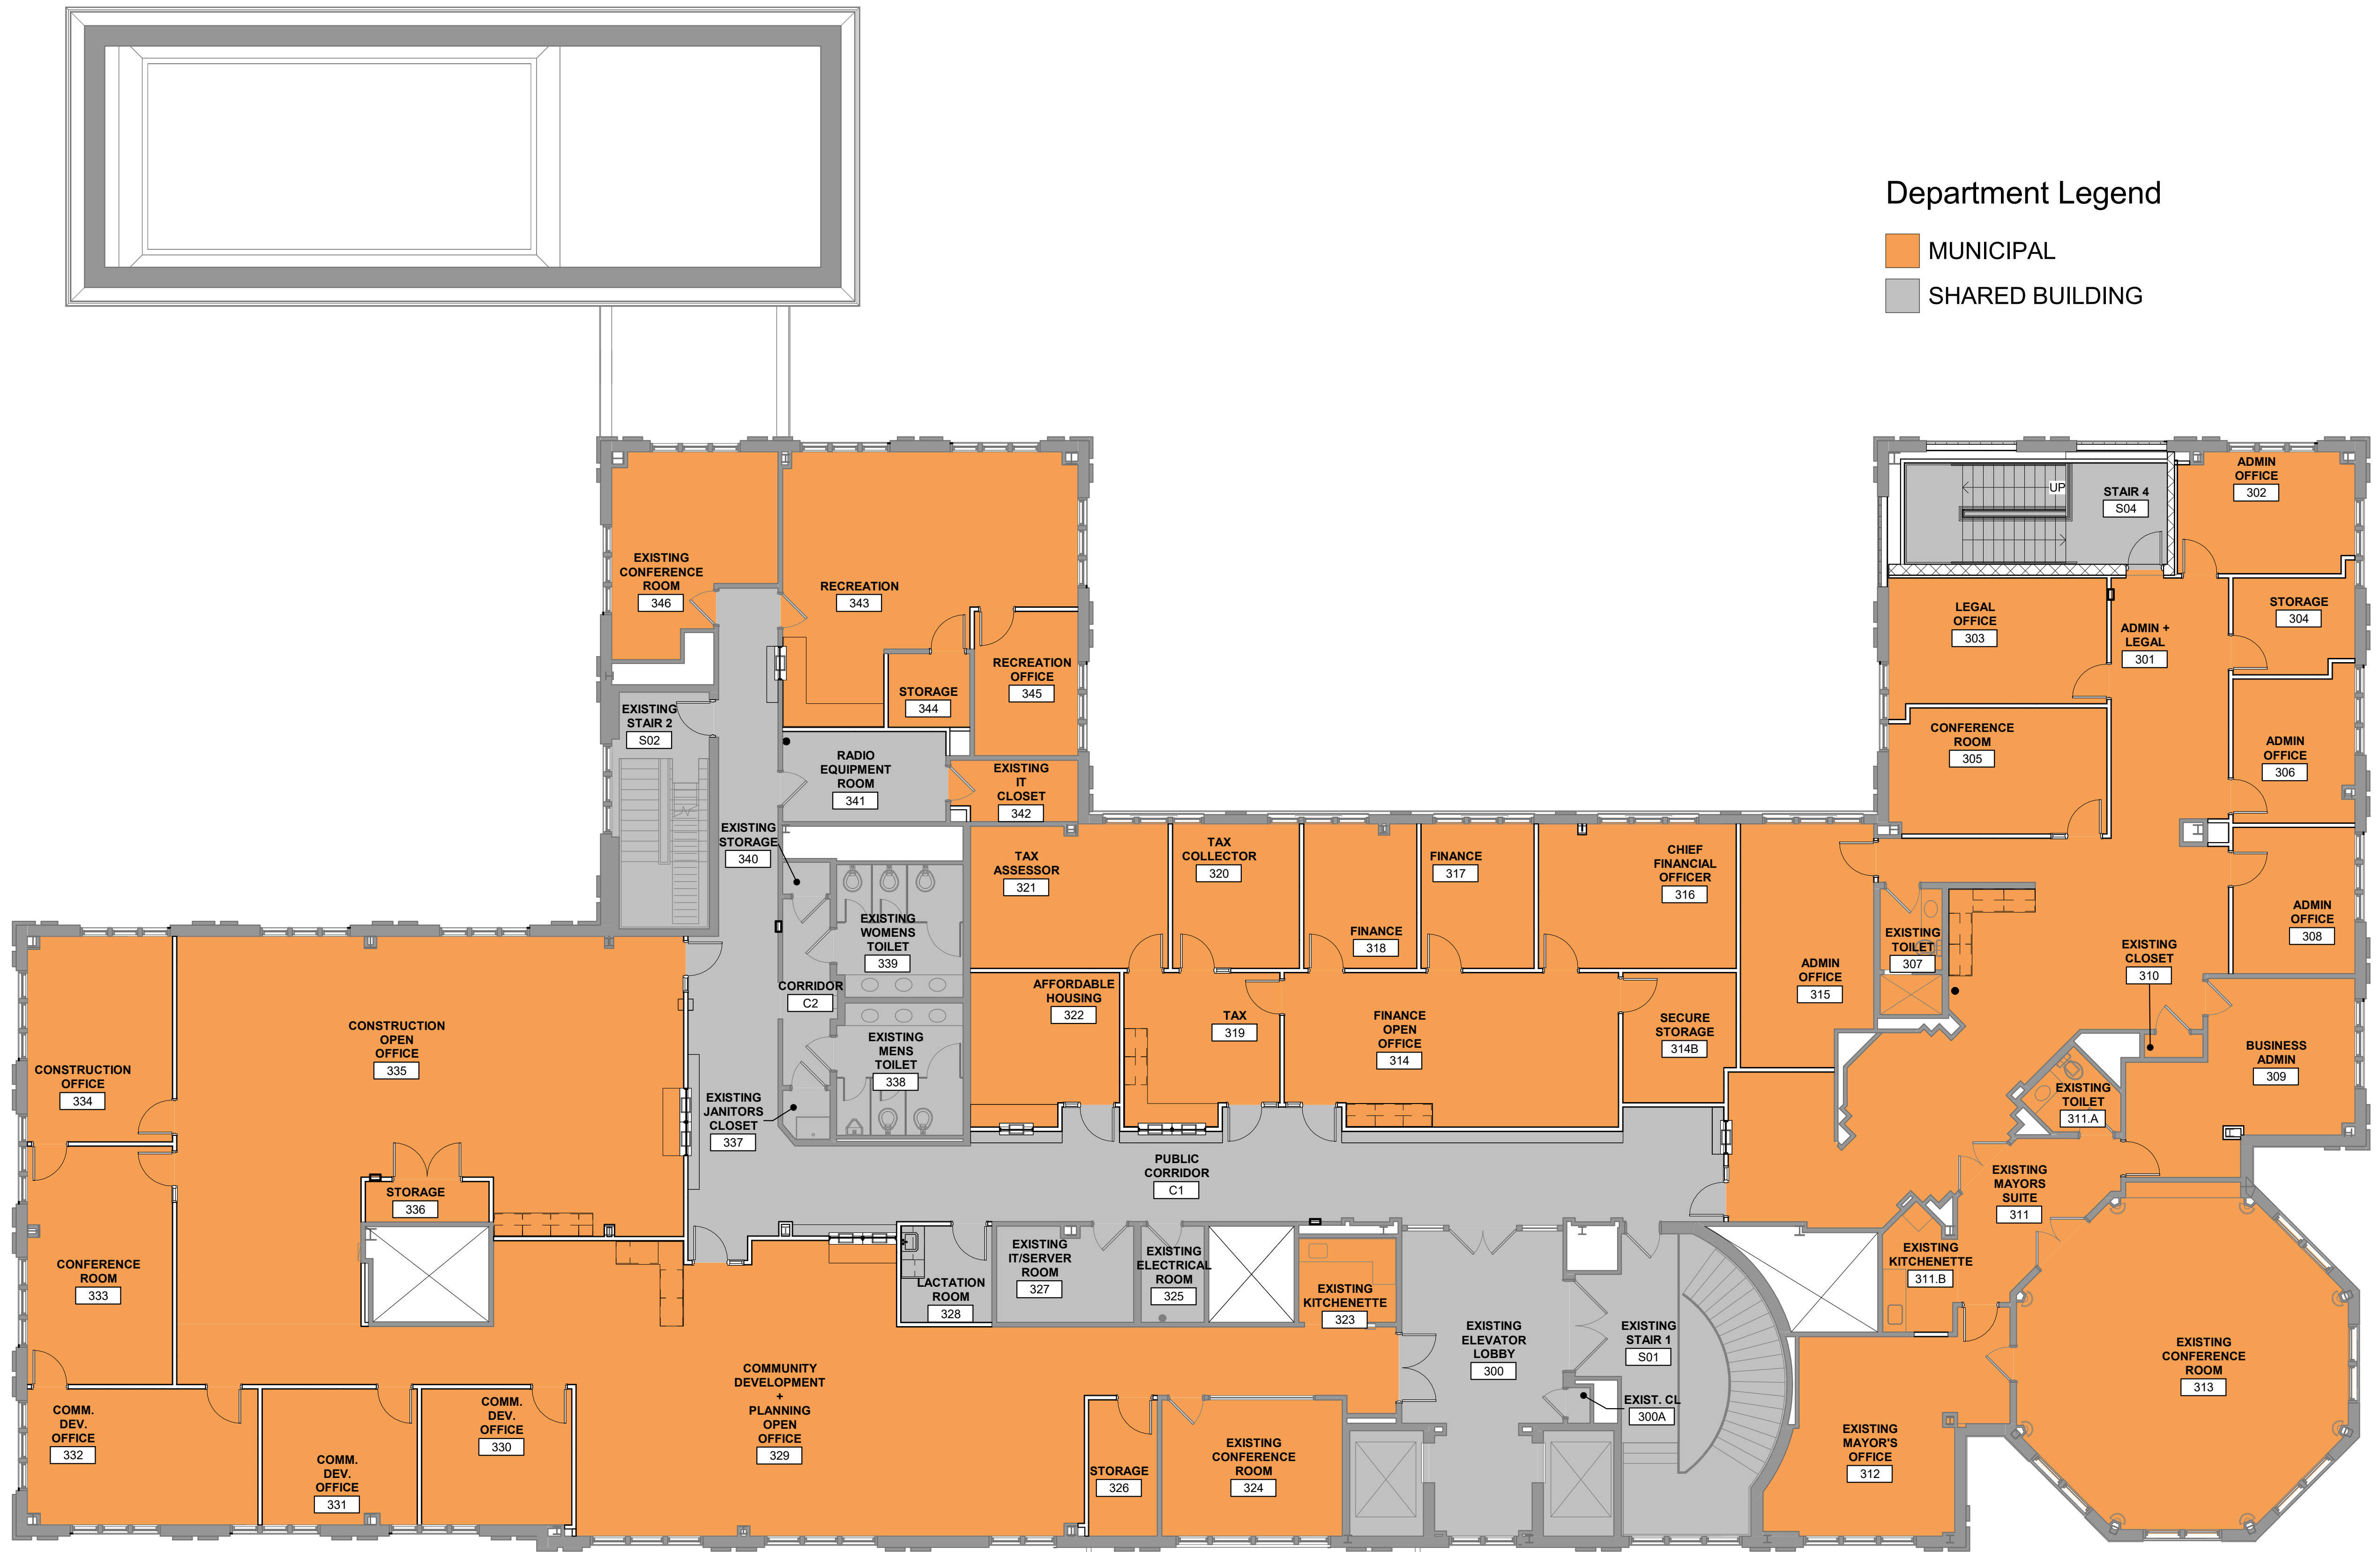 Department Legend
MUNICIPAL
SHARED BUILDING
ADMIN
OFFICE
302
UP
STAIR 4
S04
EXISTING
CONFERENCE
ROOM
346
RECREATION
343
LEGAL
OFFICE
303
STORAGE
304
ADMIN +
LEGAL
301
RECREATION
OFFICE
345
STORAGE
344
EXISTING
STAIR 2
S02
CONFERENCE
ROOM
305
ADMIN
OFFICE
306
RADIO
EQUIPMENT
ROOM
341
EXISTING
IT
CLOSET
342
EXISTING
STORAGE
340
TAX
ASSESSOR
321
TAX
COLLECTOR
320
FINANCE
318
FINANCE
317
CHIEF
FINANCIAL
OFFICER
316
ADMIN
OFFICE
308
EXISTING
WOMENS
TOILET
339
EXISTING
TOILET
307
EXISTING
CLOSET
310
CORRIDOR
C2
ADMIN
OFFICE
315
AFFORDABLE
HOUSING
322
TAX
319
FINANCE
OPEN
OFFICE
314
SECURE
STORAGE
314B
CONSTRUCTION
OPEN
OFFICE
335
EXISTING
MENS
TOILET
338
BUSINESS
ADMIN
309
CONSTRUCTION
OFFICE
334
EXISTING
JANITORS
CLOSET
337
EXISTING
TOILET
311.A
PUBLIC
CORRIDOR
C1
EXISTING
MAYORS
SUITE
311
STORAGE
336
CONFERENCE
ROOM
333
LACTATION
ROOM
328
EXISTING
IT/SERVER
ROOM
327
EXISTING
ELECTRICAL
ROOM
325
EXISTING
KITCHENETTE
323
EXISTING
KITCHENETTE
311.B
EXISTING
ELEVATOR
LOBBY
300
EXISTING
STAIR 1
S01
EXISTING
CONFERENCE
ROOM
313
COMMUNITY
DEVELOPMENT
+
PLANNING
OPEN
OFFICE
329
COMM.
DEV.
OFFICE
332
COMM.
DEV.
OFFICE
331
COMM.
DEV.
OFFICE
330
EXIST. CL
300A
STORAGE
326
EXISTING
CONFERENCE
ROOM
324
EXISTING
MAYOR'S
OFFICE
312